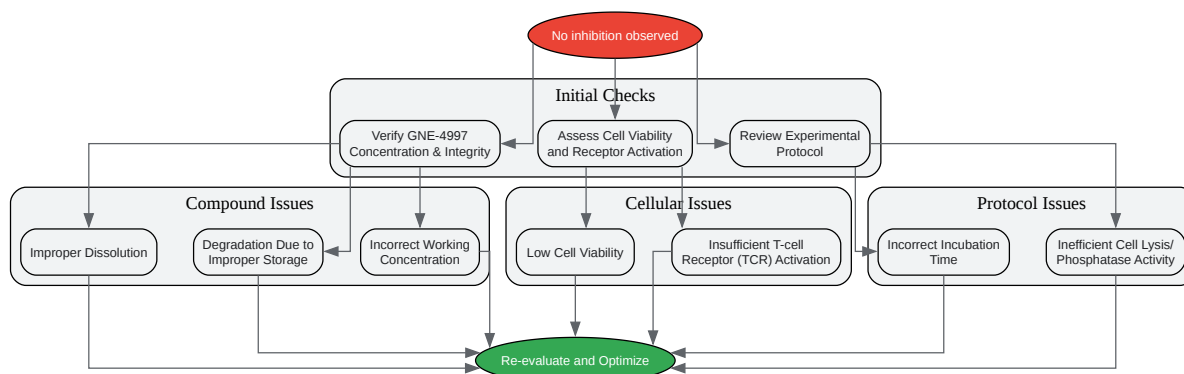 No inhibition observed
Initial Checks
Verify GNE-4997
Concentration & Integrity
Assess Cell Viability
and Receptor Activation
Review Experimental
Protocol
Compound Issues
Cellular Issues
Protocol Issues
Improper Dissolution
Degradation Due to
Improper Storage
Incorrect Working
Concentration
Low Cell Viability
Insufficient T-cell
Receptor (TCR) Activation
Incorrect Incubation
Time
Inefficient Cell Lysis/
Phosphatase Activity
Re-evaluate and Optimize